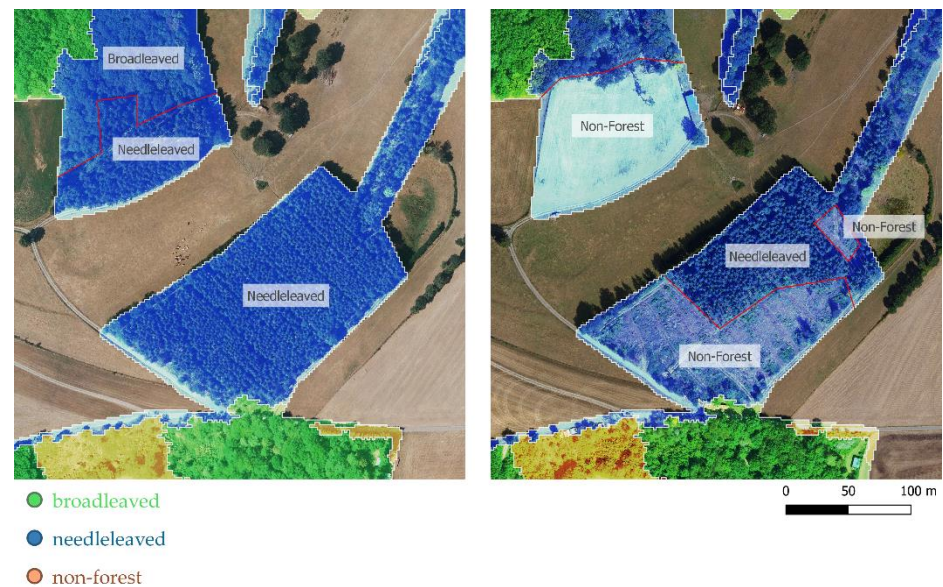 Broadleaved
Needleleaved
Needleleaved
Non-Forest
Non-Forest
Needleleaved
Non-Forest
0 50 100 m
broadleaved
needleleaved
non-forest